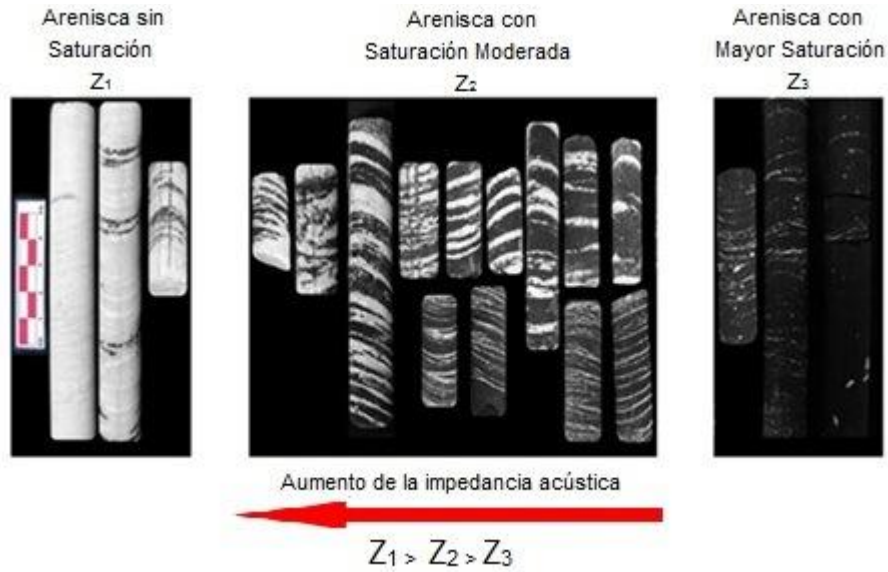 Arenisca sin
Saturación
Z₁
Arenisca con
Saturación Moderada
Z₂
Arenisca con
Mayor Saturación
Z₃
Aumento de la impedancia acústica
Z₁ > Z₂ > Z₃